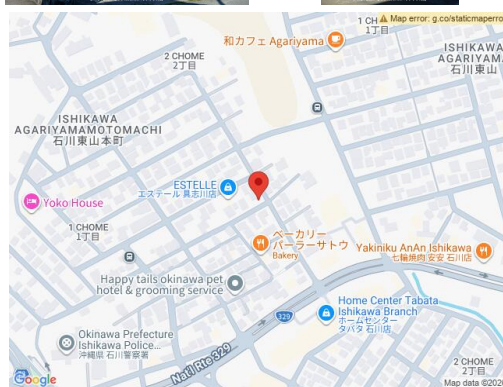 Map error: g.co/staticmaperr
1 CHOME
1丁目
和カフェ Agariyama
2 CHOME
2丁目
ISHIKAWA
AGARIYAMA
石川東山
ISHIKAWA
AGARIYAMAMOTOMACHI
石川東山本町
ESTELLE
エステール 具志川店
Yoko House
1 CHOME
1丁目
ベーカリー
パーラーサトウ
Bakery
Yakiniku AnAn Ishikawa
七輪焼肉 安安 石川店
Happy tails okinawa pet
hotel & grooming service
Home Center Tabata
Ishikawa Branch
ホームセンター
タバタ 石川店
329
Okinawa Prefecture
Ishikawa Police...
沖縄県 石川警察署
Nat'l Rte 329
2 CHOME
2丁目
Google
Map data ©202